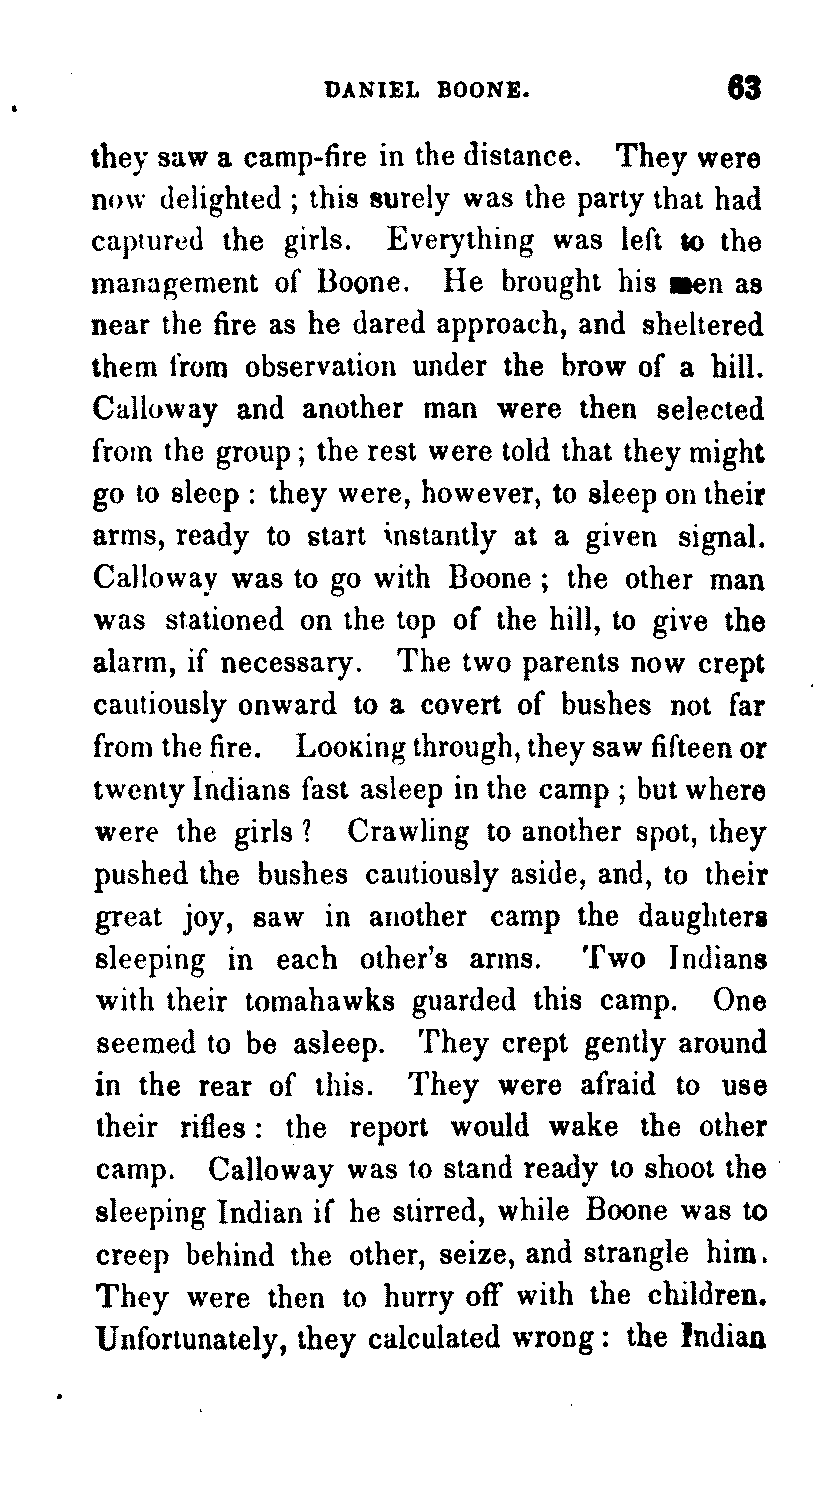 DANIEL BOONE. 63
they saw a camp-fire in the distance. They were
now delighted ; this surely was the party that had
captured the girls. Everything was left to the
management of Boone. He brought his men as
near the fire as he dared approach, and sheltered
them from observation under the brow of a hill.
Calloway and another man were then selected
from the group ; the rest were told that they might
go to sleep : they were, however, to sleep on their
arms, ready to start instantly at a given signal.
Calloway was to go with Boone ; the other man
was stationed on the top of the hill, to give the
alarm, if necessary. The two parents now crept
cautiously onward to a covert of bushes not far
from the fire. Looking through, they saw fifteen or
twenty Indians fast asleep in the camp ; but where
were the girls ? Crawling to another spot, they
pushed the bushes cautiously aside, and, to their
great joy, saw in another camp the daughters
sleeping in each other's arms. Two Indians
with their tomahawks guarded this camp. One
seemed to be asleep. They crept gently around
in the rear of this. They were afraid to use
their rifles : the report would wake the other
camp. Calloway was to stand ready to shoot the
sleeping Indian if he stirred, while Boone was to
creep behind the other, seize, and strangle him.
They were then to hurry off with the children.
Unfortunately, they calculated wrong : the Indian